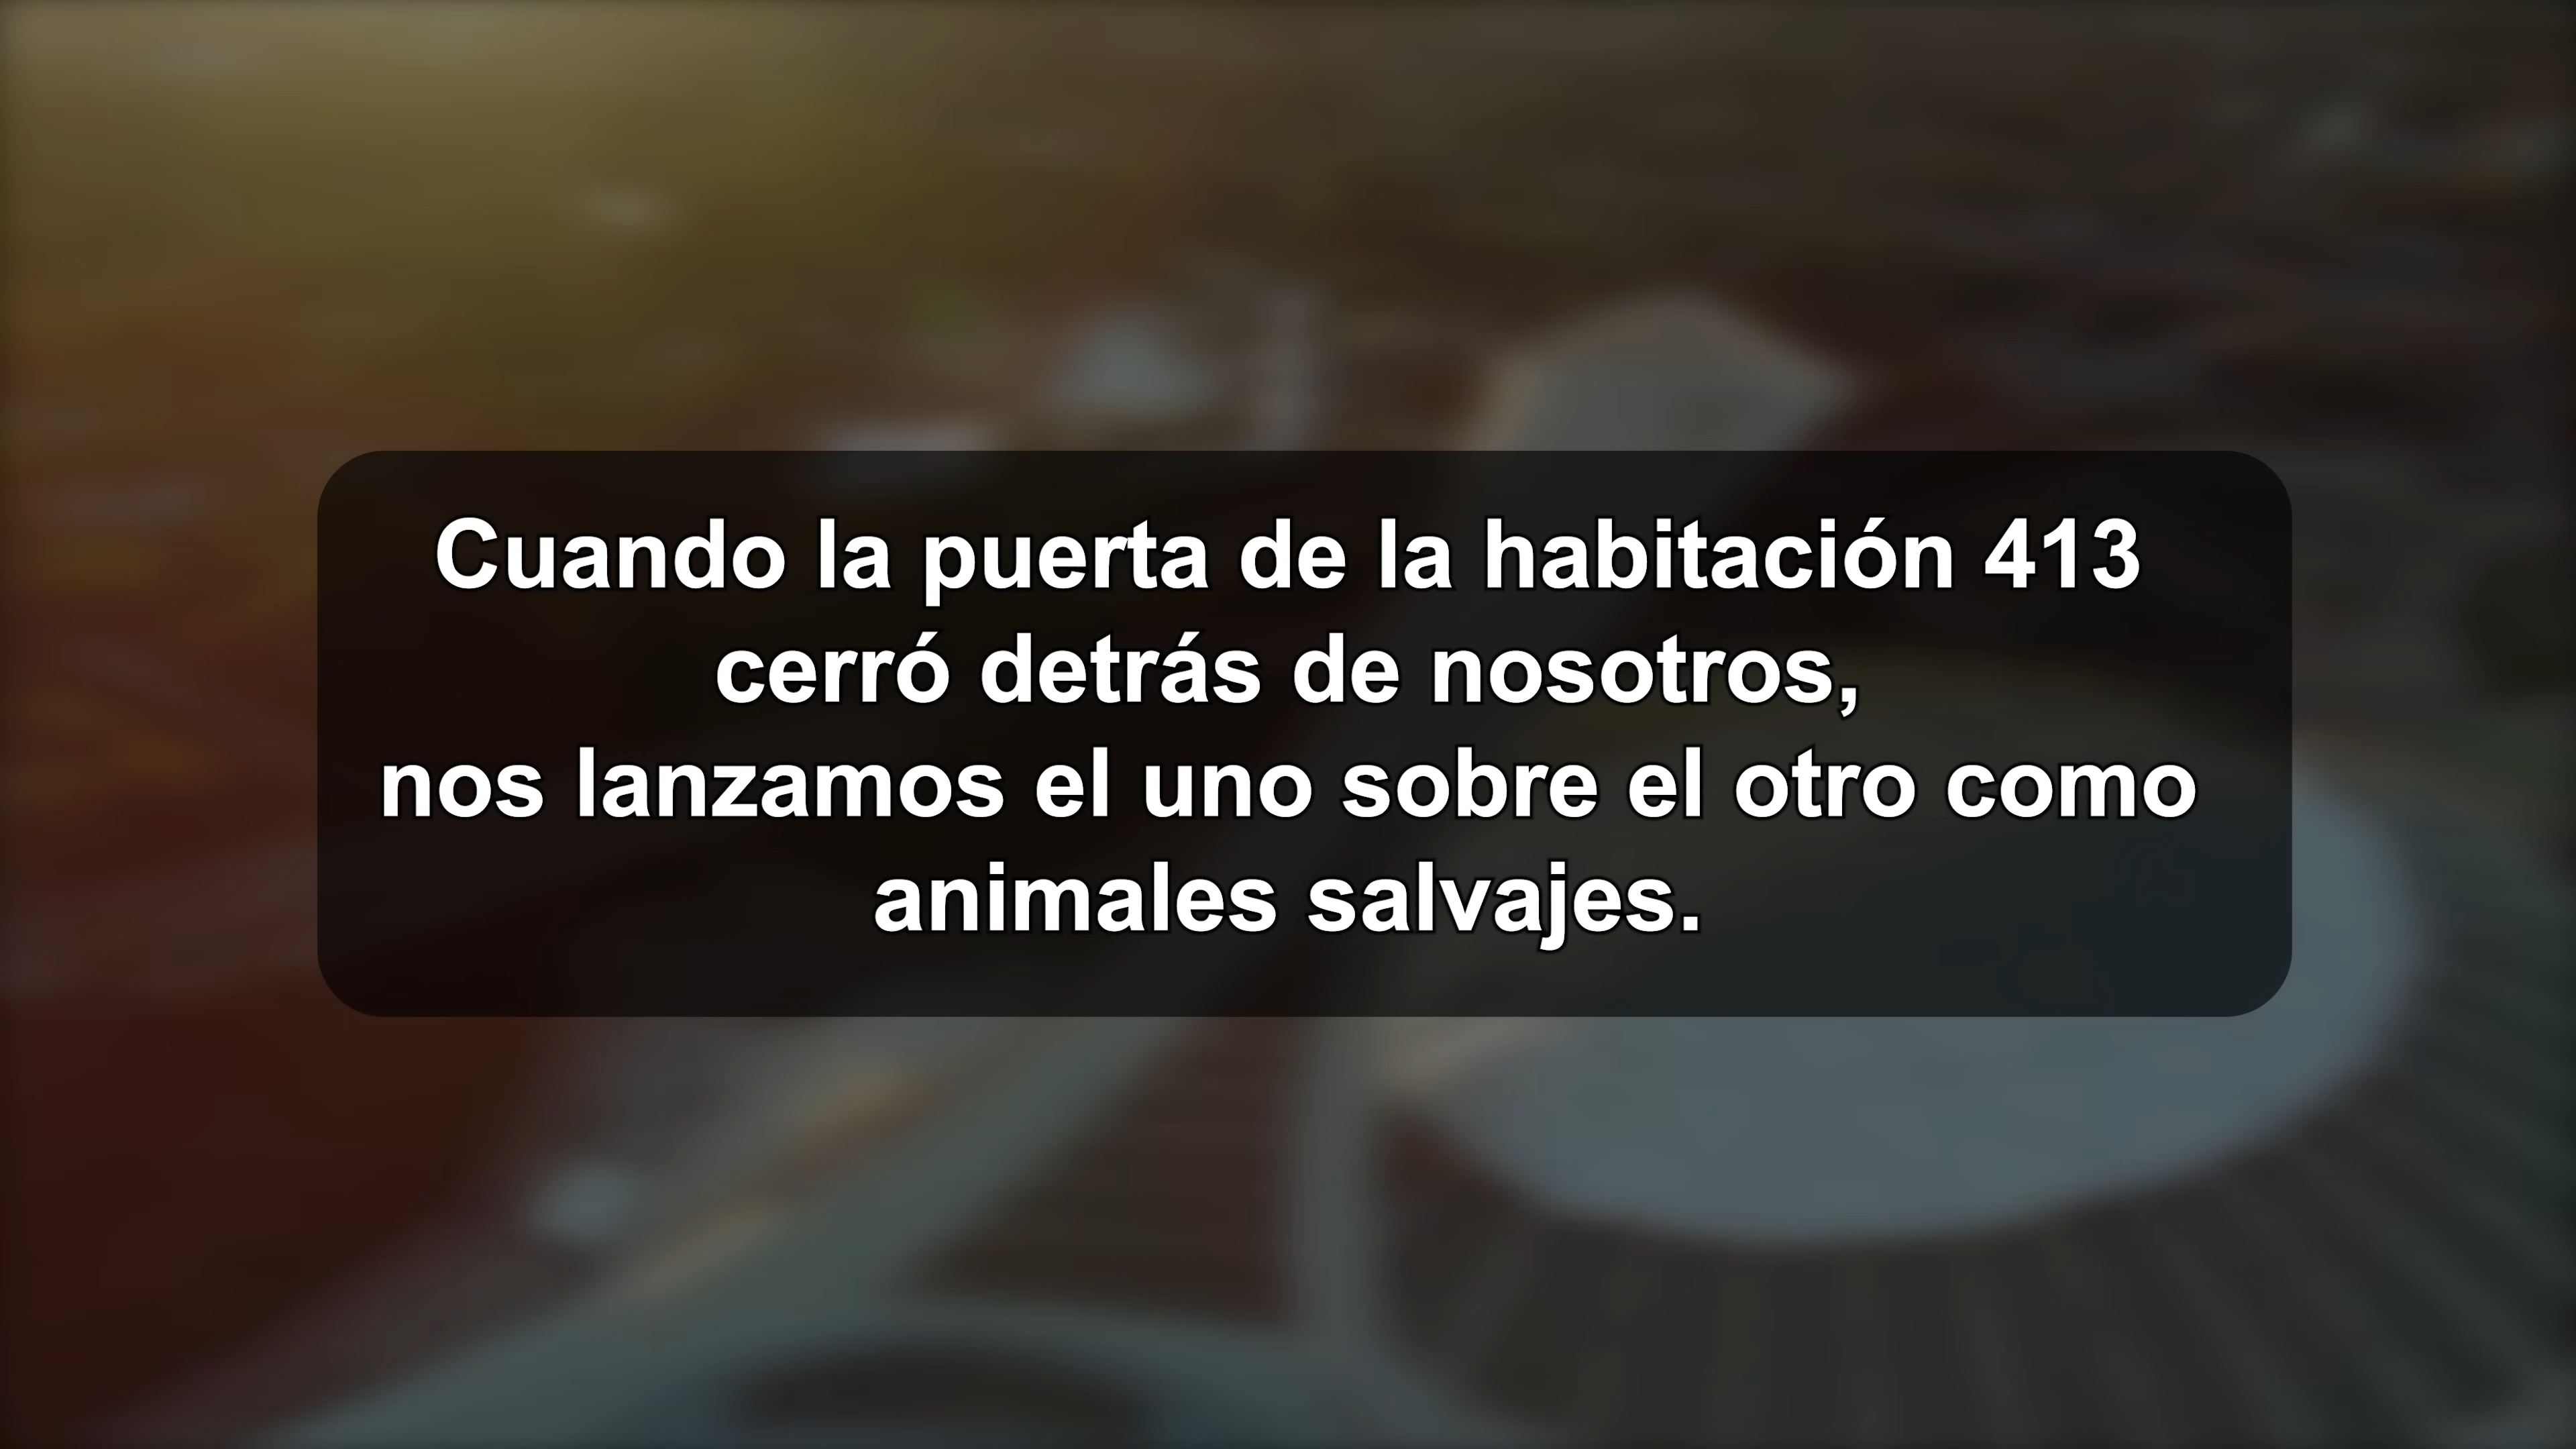 Cuando la puerta de la habitación 413
cerró detrás de nosotros,
nos lanzamos el uno sobre el otro como
animales salvajes.